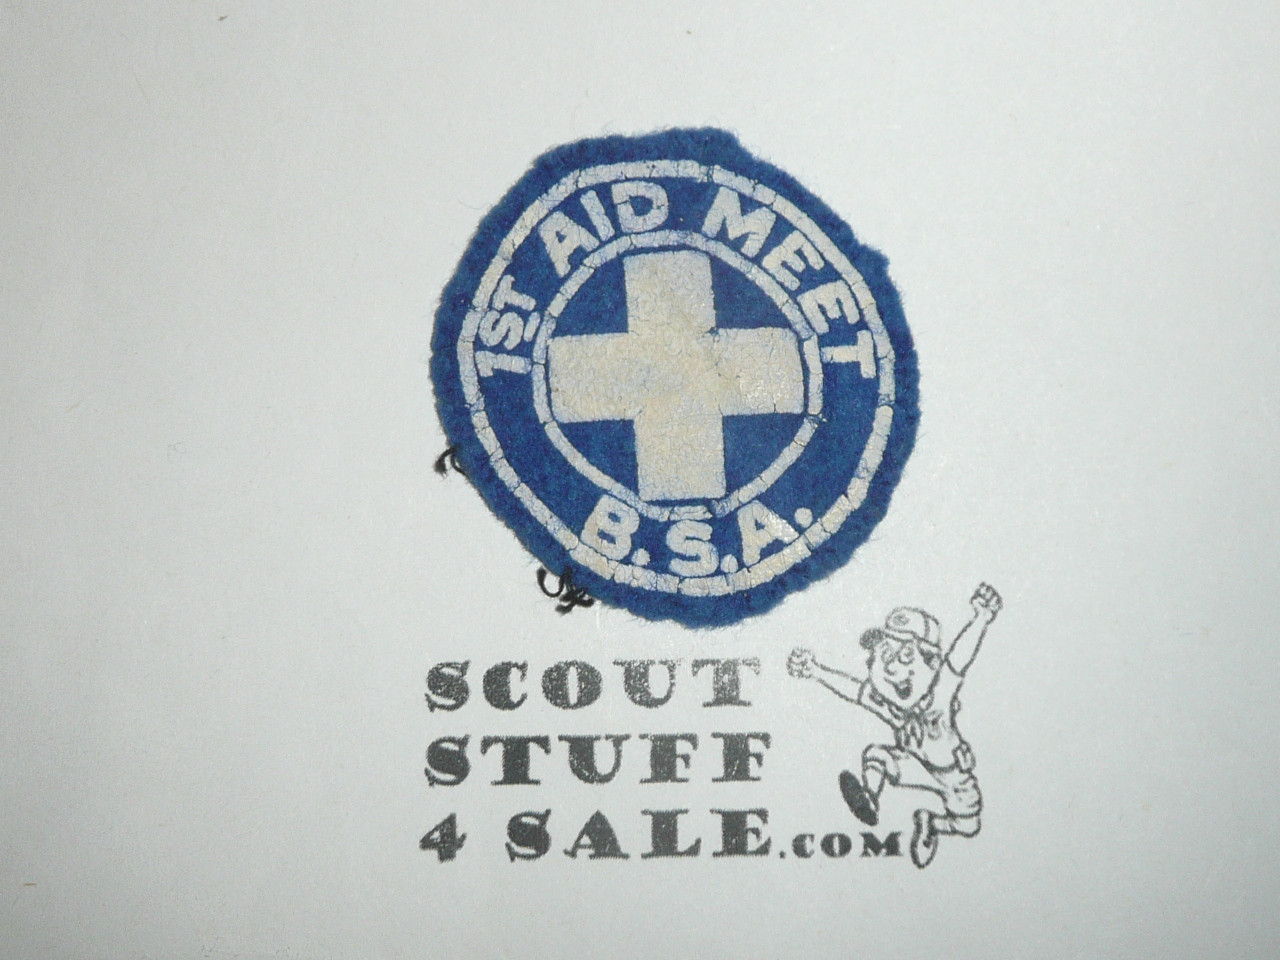 1ST AID MEET
B.S.A.
SCOUT
STUFF
4 SALE.COM